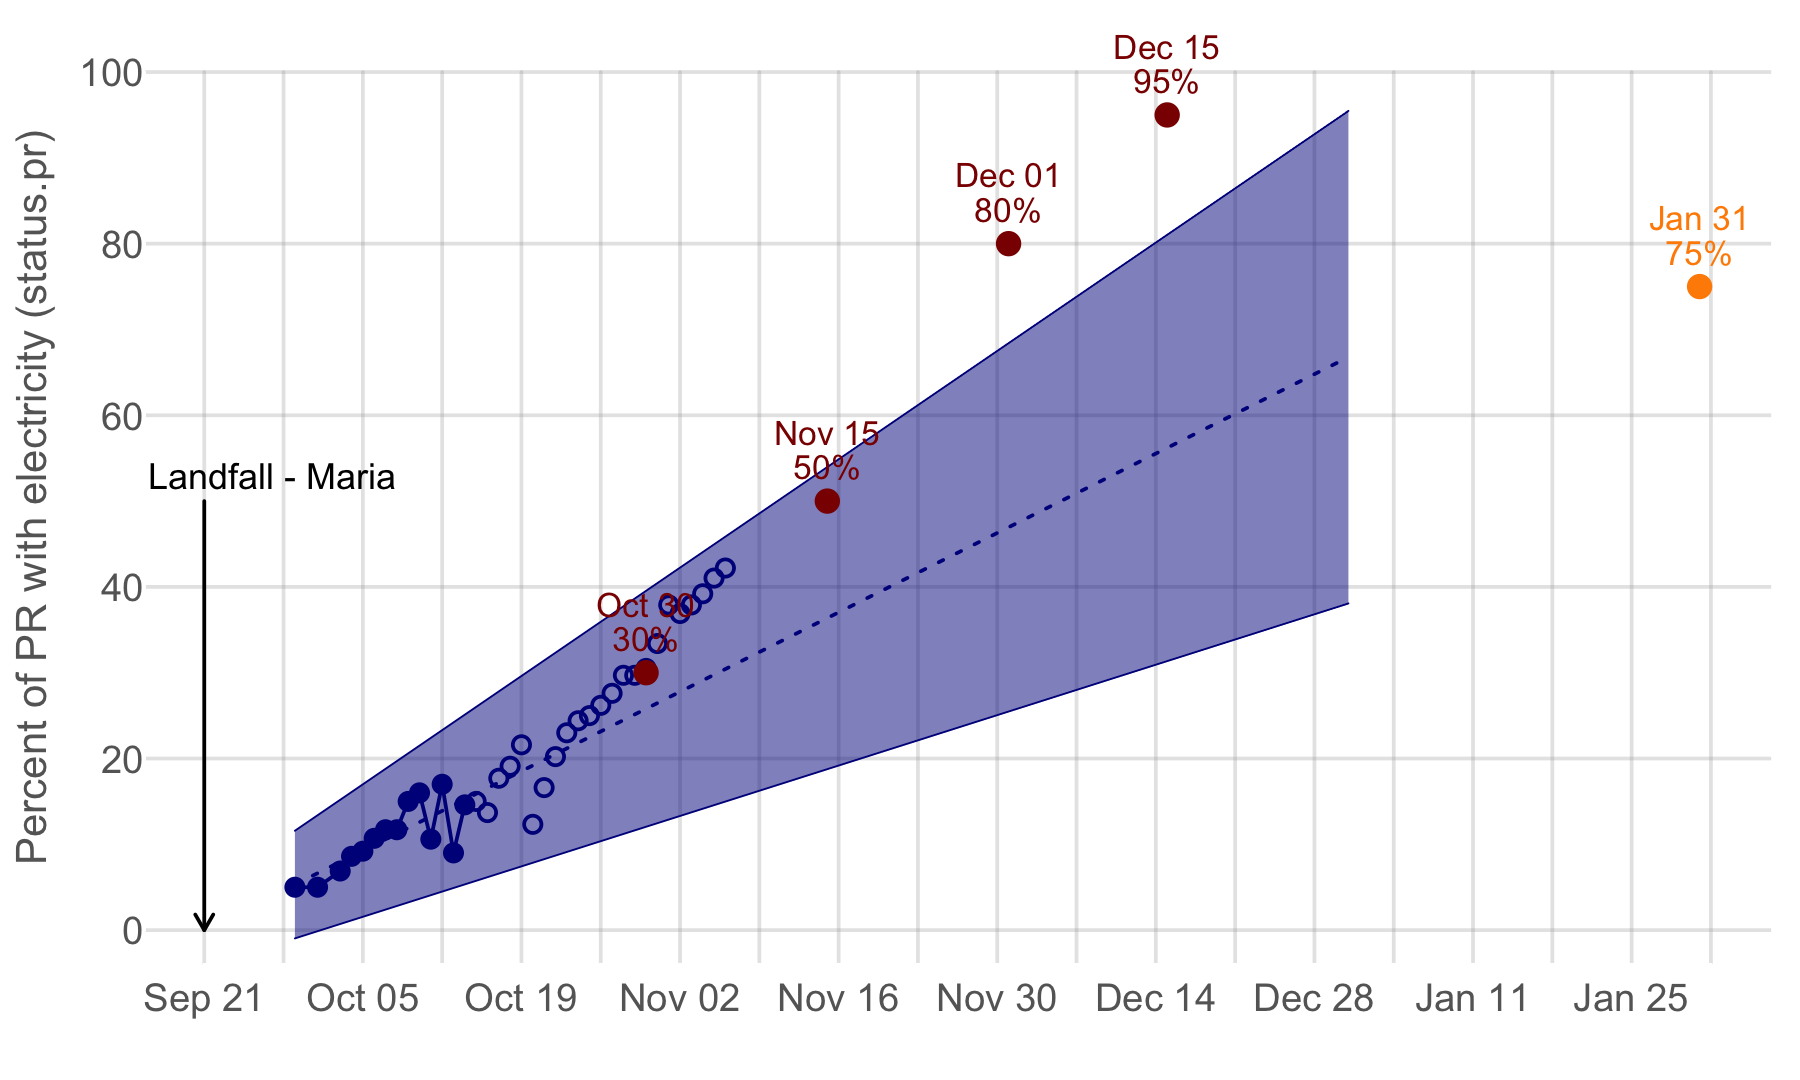 Percent of PR with electricity (status.pr)
100
80
60
40
20
0
Dec 15
95%
Dec 01
80%
Jan 31
75%
Nov 15
50%
Landfall - Maria
Oct 30
30%
Sep 21
Oct 05
Oct 19
Nov 02
Nov 16
Nov 30
Dec 14
Dec 28
Jan 11
Jan 25